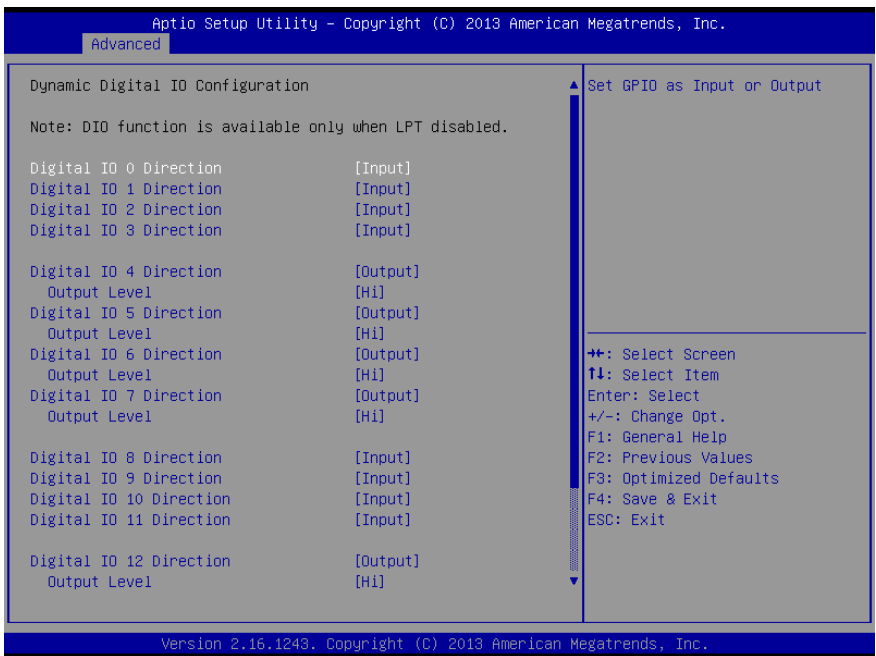 Aptio Setup Utility – Copyright (C) 2013 American Megatrends, Inc.
Advanced
Dynamic Digital IO Configuration
Note: DIO function is available only when LPT disabled.
Digital IO 0 Direction [Input]
Digital IO 1 Direction [Input]
Digital IO 2 Direction [Input]
Digital IO 3 Direction [Input]
Digital IO 4 Direction [Output]
Output Level [Hi]
Digital IO 5 Direction [Output]
Output Level [Hi]
Digital IO 6 Direction [Output]
Output Level [Hi]
Digital IO 7 Direction [Output]
Output Level [Hi]
Digital IO 8 Direction [Input]
Digital IO 9 Direction [Input]
Digital IO 10 Direction [Input]
Digital IO 11 Direction [Input]
Digital IO 12 Direction [Output]
Output Level [Hi]
Set GPIO as Input or Output
→←: Select Screen
↑↓: Select Item
Enter: Select
+/-: Change Opt.
F1: General Help
F2: Previous Values
F3: Optimized Defaults
F4: Save & Exit
ESC: Exit
Version 2.16.1243. Copyright (C) 2013 American Megatrends, Inc.